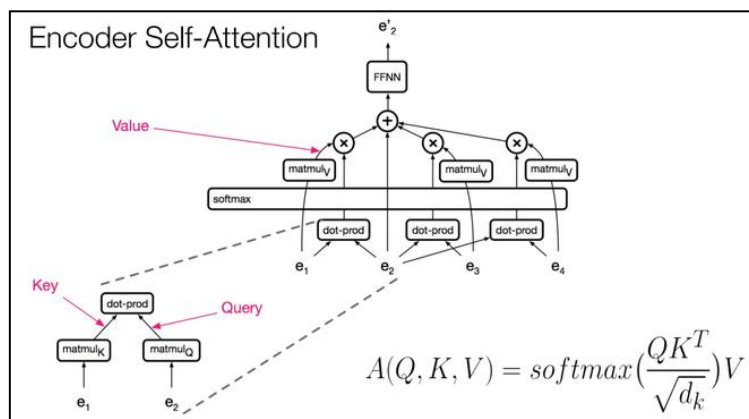 Encoder Self-Attention
e'₂
FFNN
+
Value
× × ×
matmulV matmulV matmulV
softmax
dot-prod dot-prod dot-prod
e₁ e₂ e₃ e₄
Key
dot-prod
Query
matmulK matmulQ
e₁ e₂
A(Q, K, V) = softmax(QKᵀ/√dₖ)V